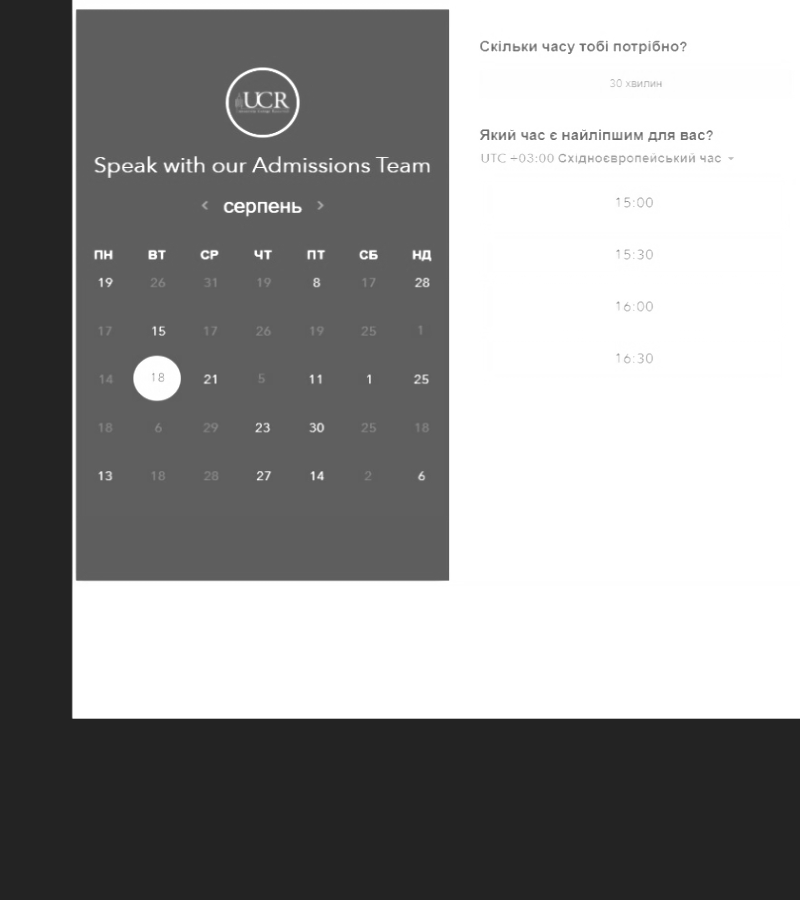 UCR
Speak with our Admissions Team
< серпень >
ПН ВТ СР ЧТ ПТ СБ НД
19 26 31 19 8 17 28
17 15 17 26 19 25 1
14 18 21 5 11 1 25
18 6 29 23 30 25 18
13 18 28 27 14 2 6
Скільки часу тобі потрібно?
30 хвилин
Який час є найліпшим для вас?
UTC +03:00 Східноєвропейський час
15:00
15:30
16:00
16:30